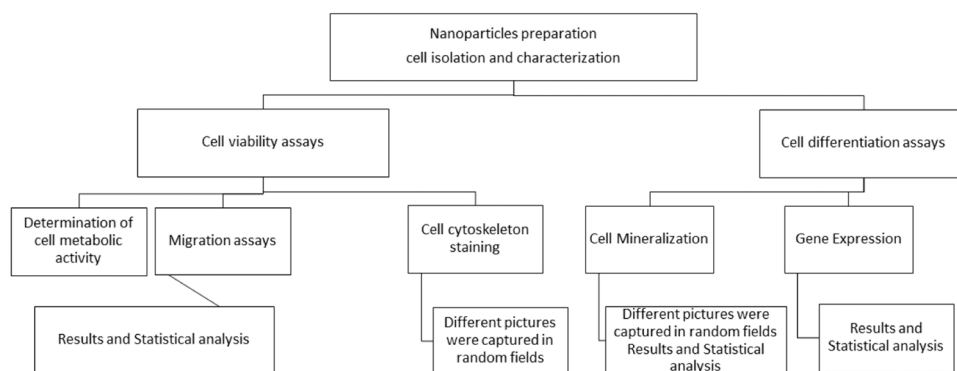 Nanoparticles preparation
cell isolation and characterization
Cell viability assays
Cell differentiation assays
Determination of
cell metabolic
activity
Migration assays
Cell cytoskeleton
staining
Cell Mineralization
Gene Expression
Results and Statistical analysis
Different pictures
were captured in
random fields
Different pictures were
captured in random fields
Results and Statistical
analysis
Results and
Statistical analysis